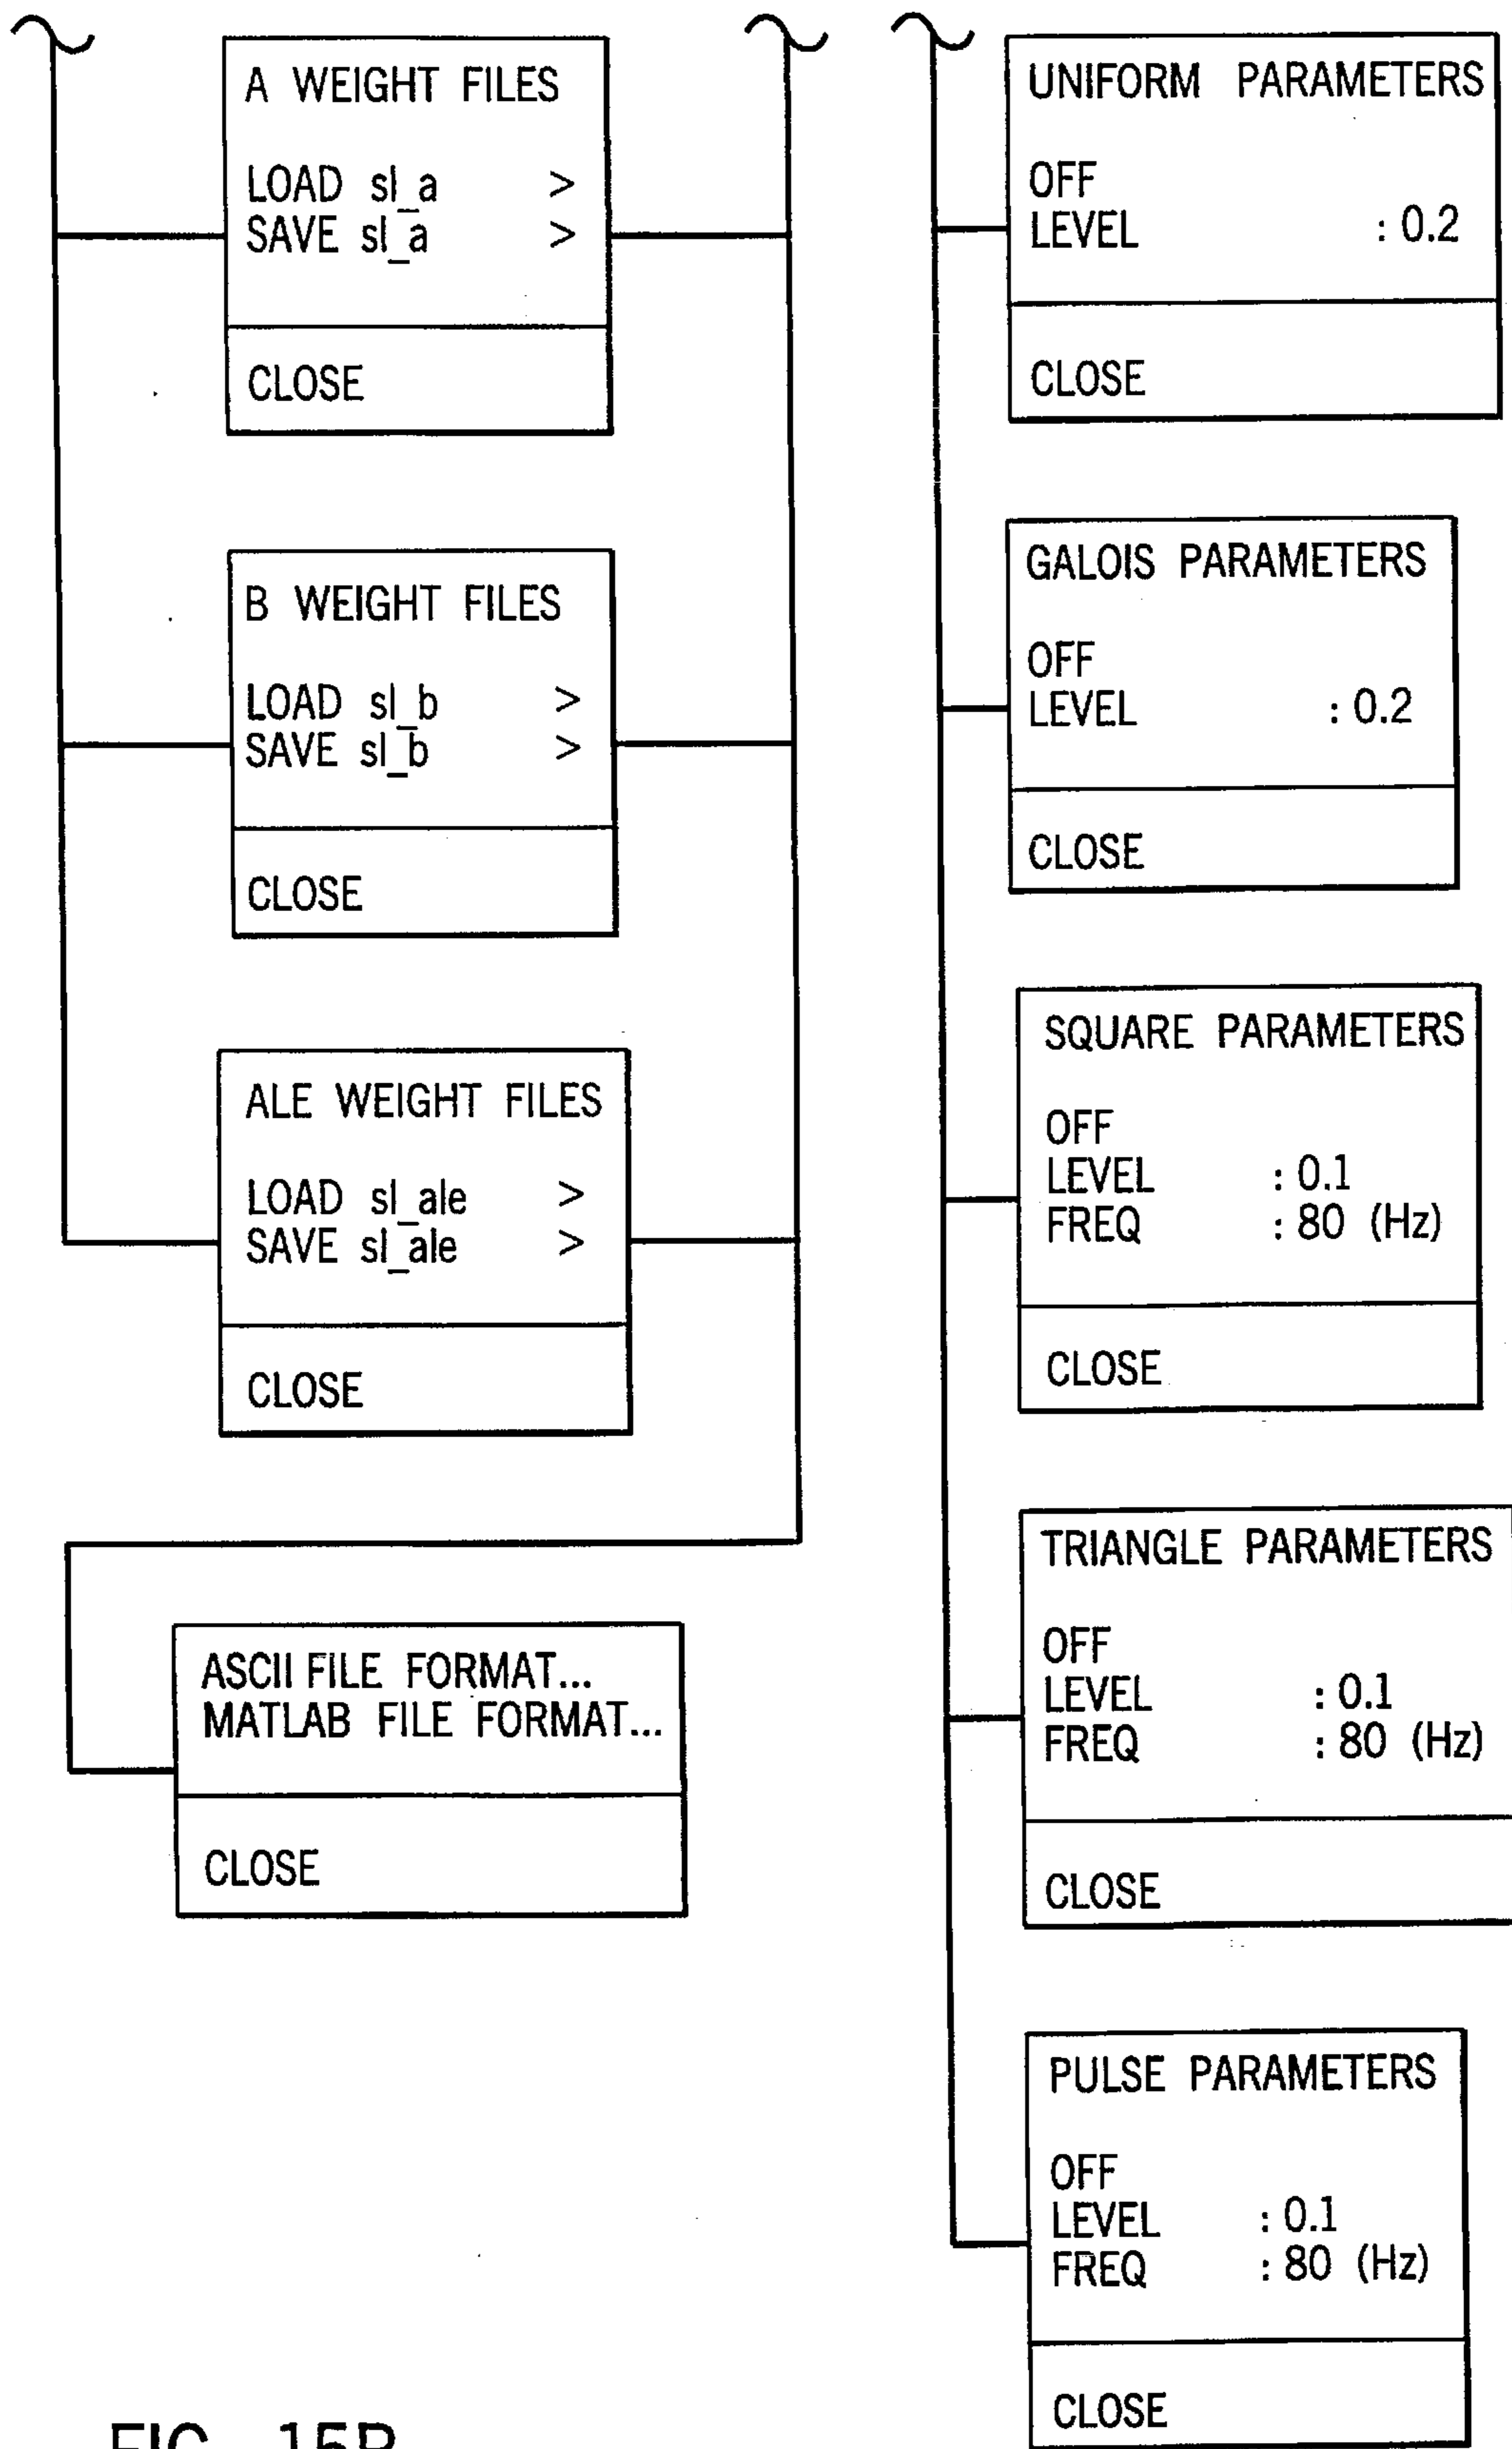 A WEIGHT FILES
LOAD sl_a >
SAVE sl_a >
CLOSE
B WEIGHT FILES
LOAD sl_b >
SAVE sl_b >
CLOSE
ALE WEIGHT FILES
LOAD sl_ale >
SAVE sl_ale >
CLOSE
ASCII FILE FORMAT...
MATLAB FILE FORMAT...
CLOSE
UNIFORM PARAMETERS
OFF
LEVEL : 0.2
CLOSE
GALOIS PARAMETERS
OFF
LEVEL : 0.2
CLOSE
SQUARE PARAMETERS
OFF
LEVEL : 0.1
FREQ : 80 (Hz)
CLOSE
TRIANGLE PARAMETERS
OFF
LEVEL : 0.1
FREQ : 80 (Hz)
CLOSE
PULSE PARAMETERS
OFF
LEVEL : 0.1
FREQ : 80 (Hz)
CLOSE